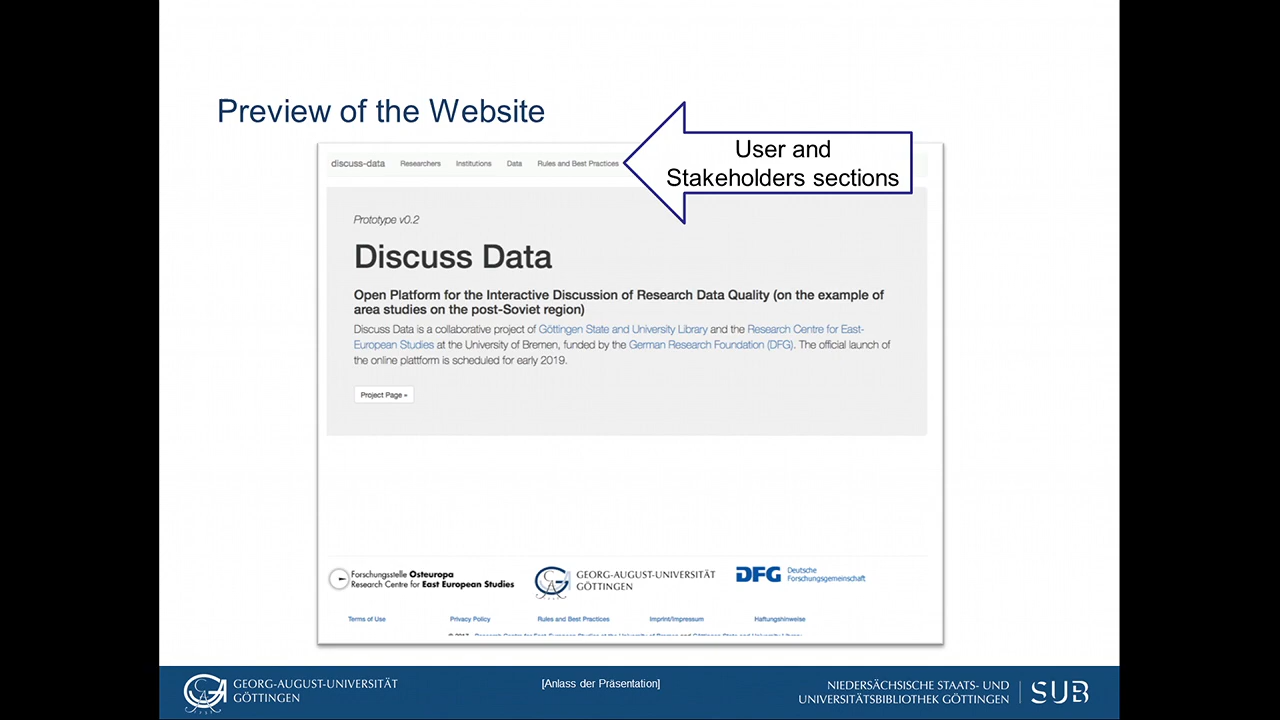 Preview of the Website
User and
Stakeholders sections
discuss-data Researchers Institutions Data Rules and Best Practices
Prototype v0.2
Discuss Data
Open Platform for the Interactive Discussion of Research Data Quality (on the example of
area studies on the post-Soviet region)
Discuss Data is a collaborative project of Göttingen State and University Library and the Research Centre for East-
European Studies at the University of Bremen, funded by the German Research Foundation (DFG). The official launch of
the online plattform is scheduled for early 2019.
Project Page »
Forschungsstelle Osteuropa
Research Centre for East European Studies
GEORG-AUGUST-UNIVERSITÄT
GÖTTINGEN
DFG Deutsche
Forschungsgemeinschaft
Terms of Use Privacy Policy Rules and Best Practices Imprint/Impressum Haftungshinweise
GEORG-AUGUST-UNIVERSITÄT
GÖTTINGEN
[Anlass der Präsentation]
NIEDERSÄCHSISCHE STAATS- UND
UNIVERSITÄTSBIBLIOTHEK GÖTTINGEN
SUB